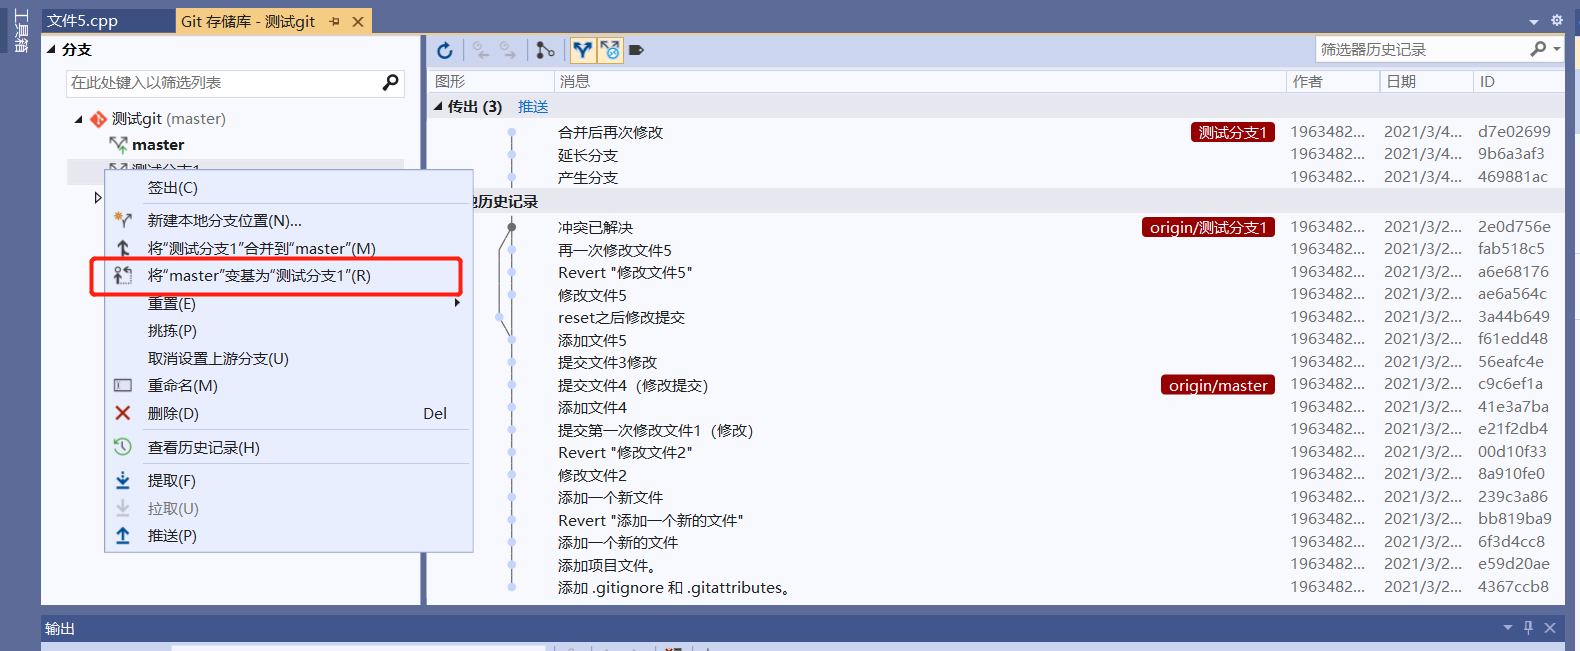 工具箱
文件5.cpp
Git 存储库 - 测试git
分支
在此处键入以筛选列表
测试git (master)
master
测试分支1
签出(C)
新建本地分支位置(N)...
将“测试分支1”合并到“master”(M)
将“master”变基为“测试分支1”(R)
重置(E)
挑拣(P)
取消设置上游分支(U)
重命名(M)
删除(D) Del
查看历史记录(H)
提取(F)
拉取(U)
推送(P)
筛选器历史记录
图形 消息 作者 日期 ID
传出 (3) 推送
合并后再次修改 测试分支1 1963482... 2021/3/4... d7e02699
延长分支 1963482... 2021/3/4... 9b6a3af3
产生分支 1963482... 2021/3/4... 469881ac
历史记录
冲突已解决 origin/测试分支1 1963482... 2021/3/2... 2e0d756e
再一次修改文件5 1963482... 2021/3/2... fab518c5
Revert "修改文件5" 1963482... 2021/3/2... a6e68176
修改文件5 1963482... 2021/3/2... ae6a564c
reset之后修改提交 1963482... 2021/3/2... 3a44b649
添加文件5 1963482... 2021/3/2... f61edd48
提交文件3修改 1963482... 2021/3/2... 56eafc4e
提交文件4（修改提交） origin/master 1963482... 2021/3/2... c9c6ef1a
添加文件4 1963482... 2021/3/2... 41e3a7ba
提交第一次修改文件1（修改） 1963482... 2021/3/2... e21f2db4
Revert "修改文件2" 1963482... 2021/3/2... 00d10f33
修改文件2 1963482... 2021/3/2... 8a910fe0
添加一个新文件 1963482... 2021/3/2... 239c3a86
Revert "添加一个新的文件" 1963482... 2021/3/2... bb819ba9
添加一个新的文件 1963482... 2021/3/2... 6f3d4cc8
添加项目文件。 1963482... 2021/3/2... e59d20ae
添加 .gitignore 和 .gitattributes。 1963482... 2021/3/2... 4367ccb8
输出